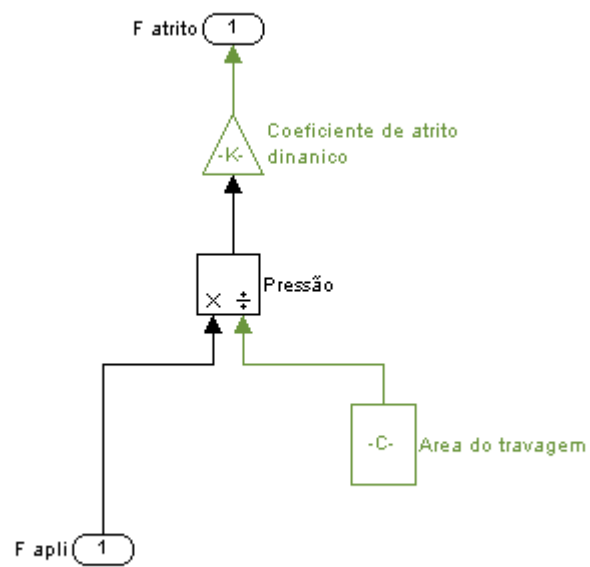 F atrito 1
Coeficiente de atrito
dinanico
-K-
Pressão
× ÷
-C-
Area do travagem
F apli 1